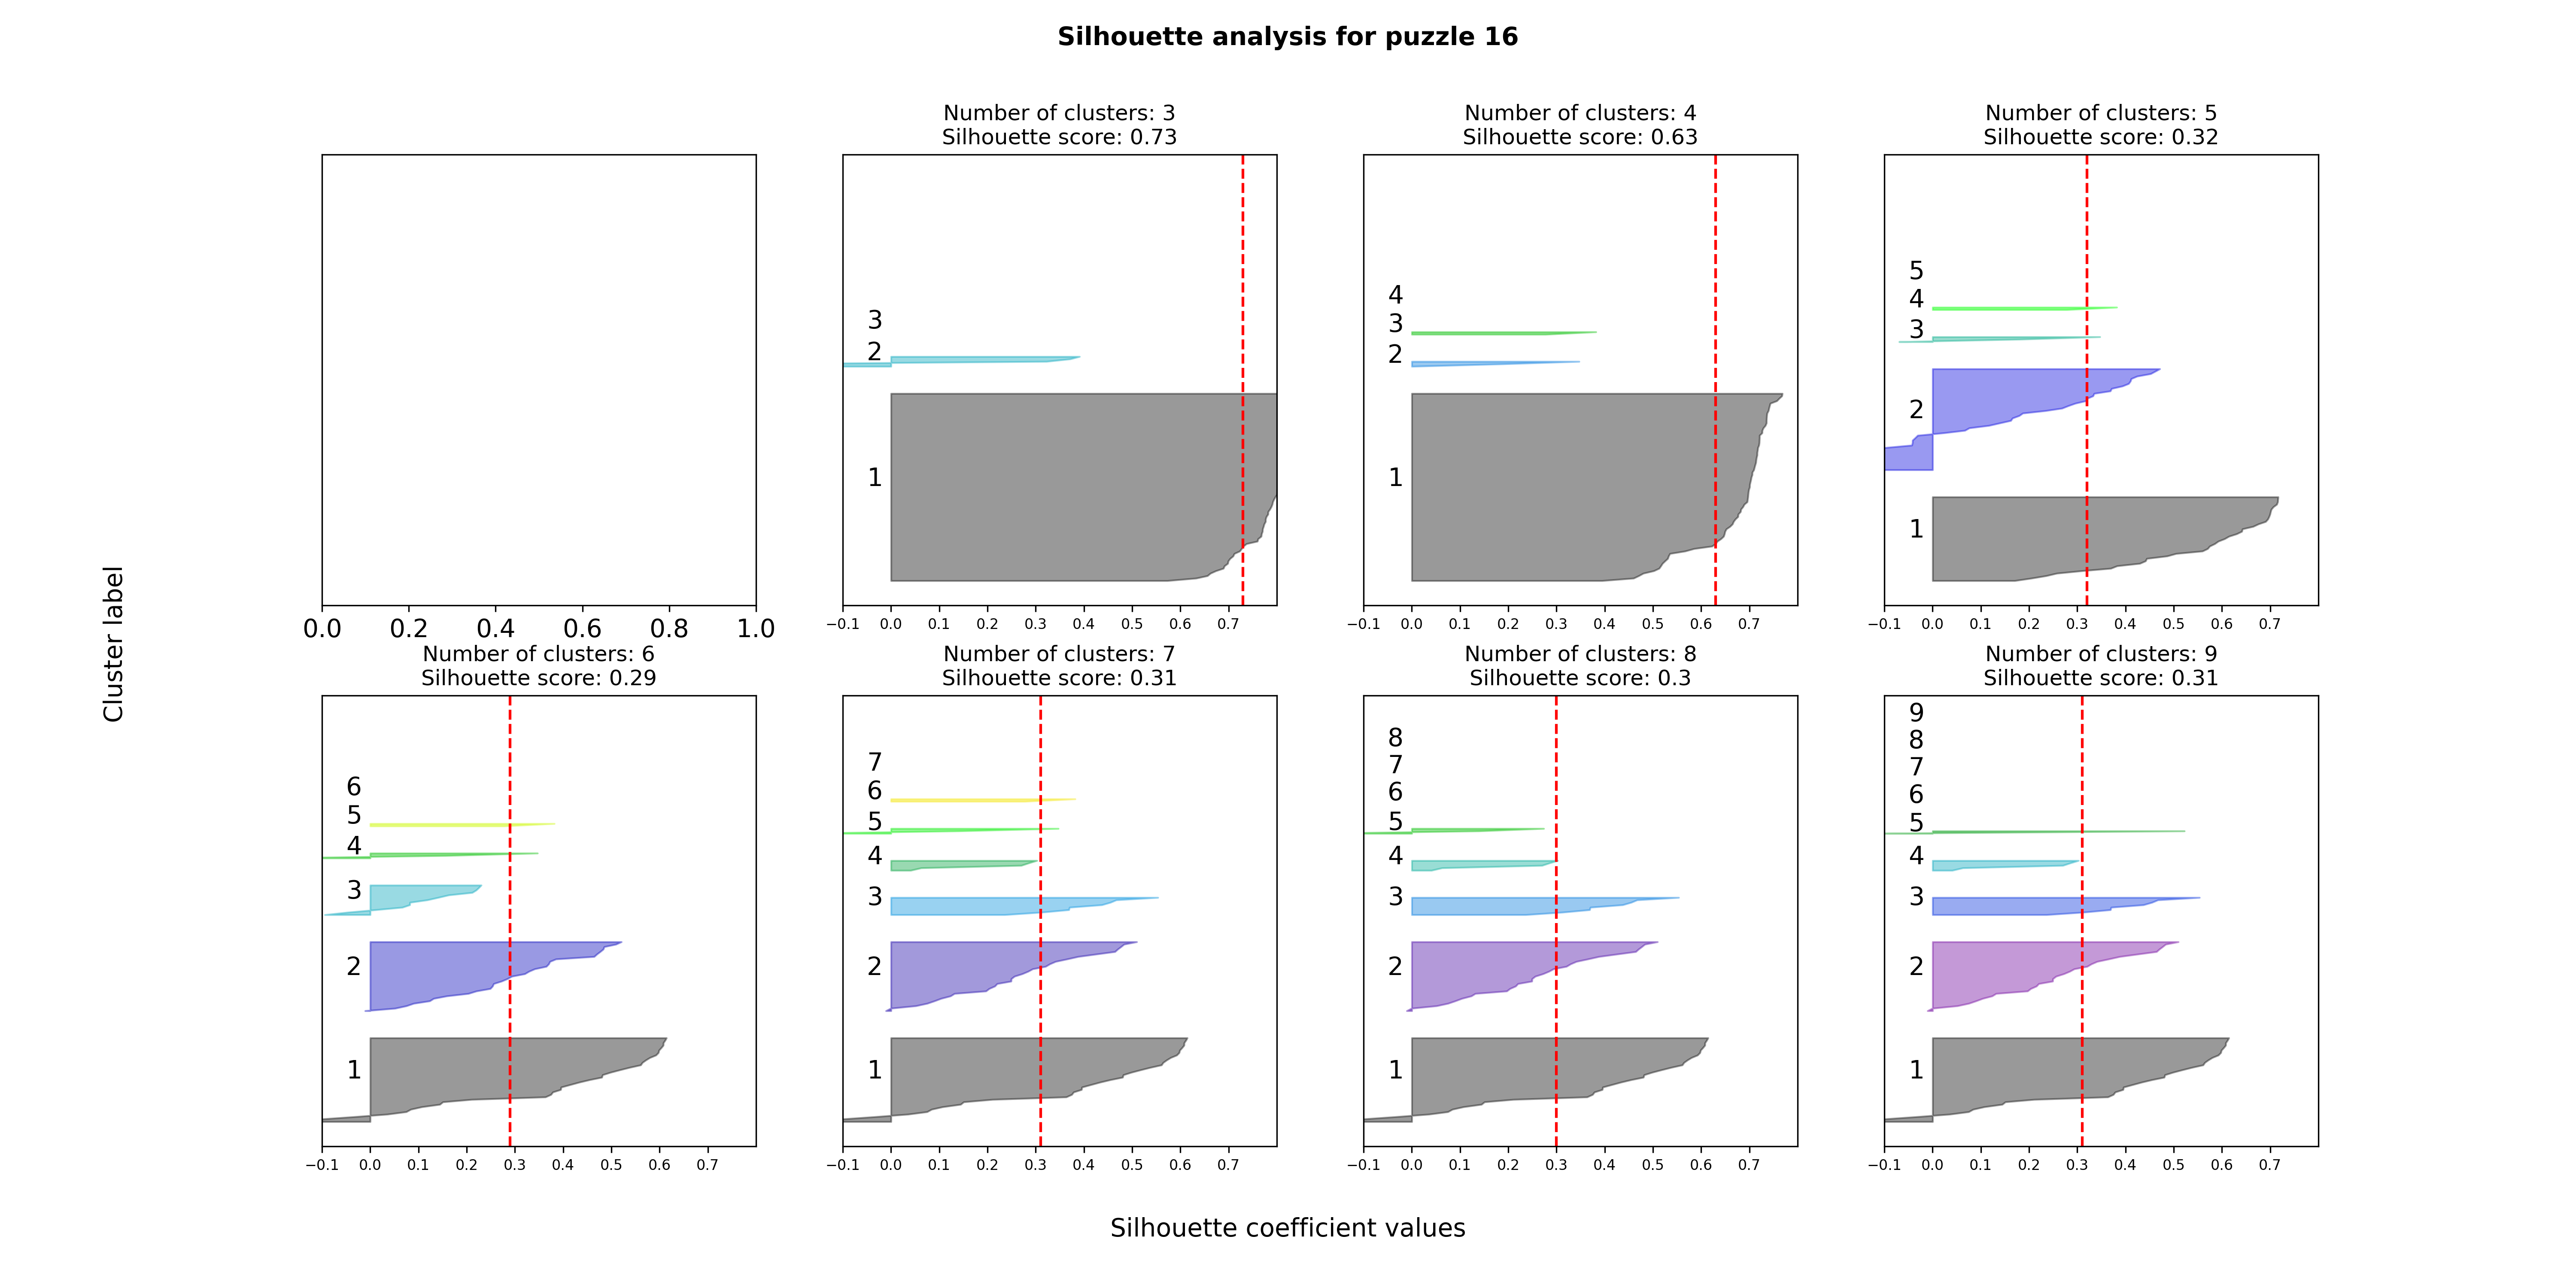 Silhouette analysis for puzzle 16
Number of clusters: 3
Silhouette score: 0.73
3
2
1
−0.1 0.0 0.1 0.2 0.3 0.4 0.5 0.6 0.7
Number of clusters: 4
Silhouette score: 0.63
4
3
2
1
−0.1 0.0 0.1 0.2 0.3 0.4 0.5 0.6 0.7
Number of clusters: 5
Silhouette score: 0.32
5
4
3
2
1
−0.1 0.0 0.1 0.2 0.3 0.4 0.5 0.6 0.7
0.0 0.2 0.4 0.6 0.8 1.0
Cluster label
Number of clusters: 6
Silhouette score: 0.29
6
5
4
3
2
1
−0.1 0.0 0.1 0.2 0.3 0.4 0.5 0.6 0.7
Number of clusters: 7
Silhouette score: 0.31
7
6
5
4
3
2
1
−0.1 0.0 0.1 0.2 0.3 0.4 0.5 0.6 0.7
Number of clusters: 8
Silhouette score: 0.3
8
7
6
5
4
3
2
1
−0.1 0.0 0.1 0.2 0.3 0.4 0.5 0.6 0.7
Number of clusters: 9
Silhouette score: 0.31
9
8
7
6
5
4
3
2
1
−0.1 0.0 0.1 0.2 0.3 0.4 0.5 0.6 0.7
Silhouette coefficient values